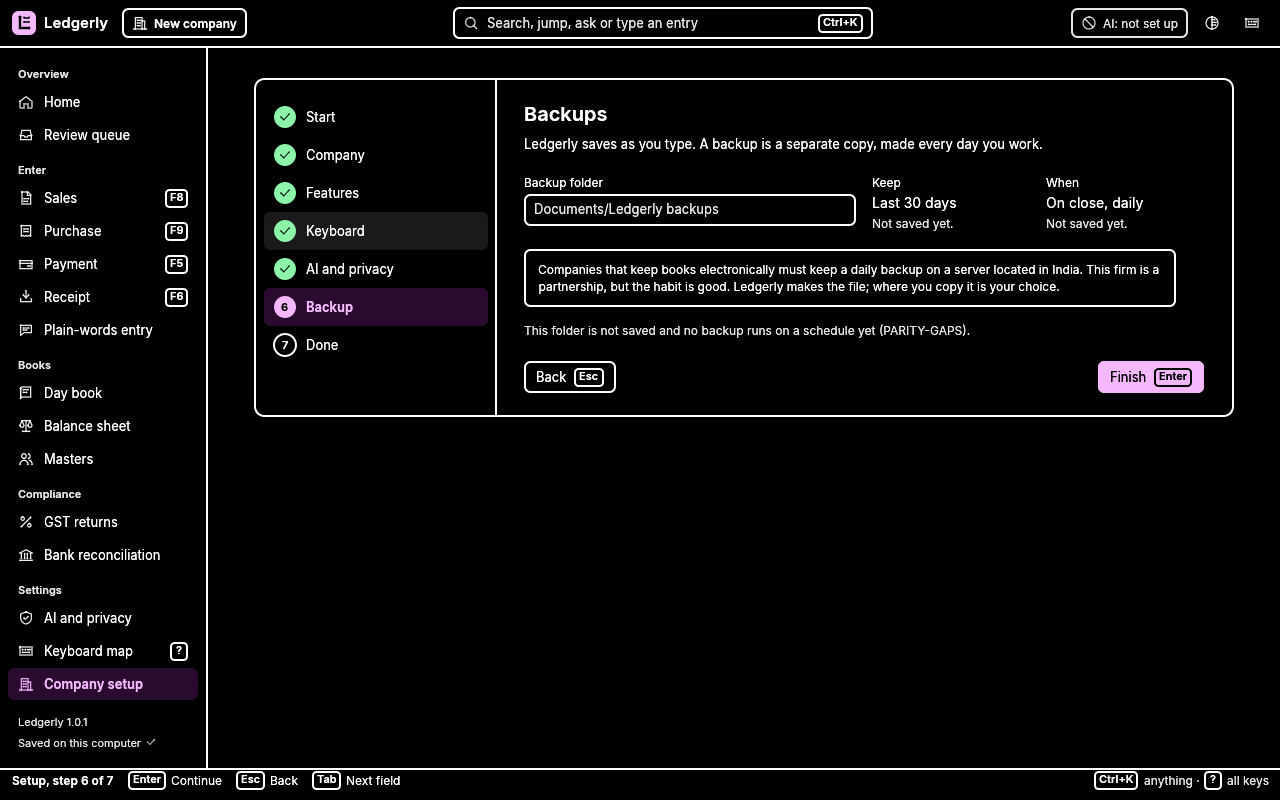 Ledgerly
New company
Search, jump, ask or type an entry
Ctrl+K
AI: not set up
Overview
Home
Review queue
Enter
Sales F8
Purchase F9
Payment F5
Receipt F6
Plain-words entry
Books
Day book
Balance sheet
Masters
Compliance
GST returns
Bank reconciliation
Settings
AI and privacy
Keyboard map ?
Company setup
Ledgerly 1.0.1
Saved on this computer
Start
Company
Features
Keyboard
AI and privacy
6 Backup
7 Done
Backups
Ledgerly saves as you type. A backup is a separate copy, made every day you work.
Backup folder
Documents/Ledgerly backups
Keep
Last 30 days
Not saved yet.
When
On close, daily
Not saved yet.
Companies that keep books electronically must keep a daily backup on a server located in India. This firm is a
partnership, but the habit is good. Ledgerly makes the file; where you copy it is your choice.
This folder is not saved and no backup runs on a schedule yet (PARITY-GAPS).
Back Esc
Finish Enter
Setup, step 6 of 7 Enter Continue Esc Back Tab Next field
Ctrl+K anything · ? all keys